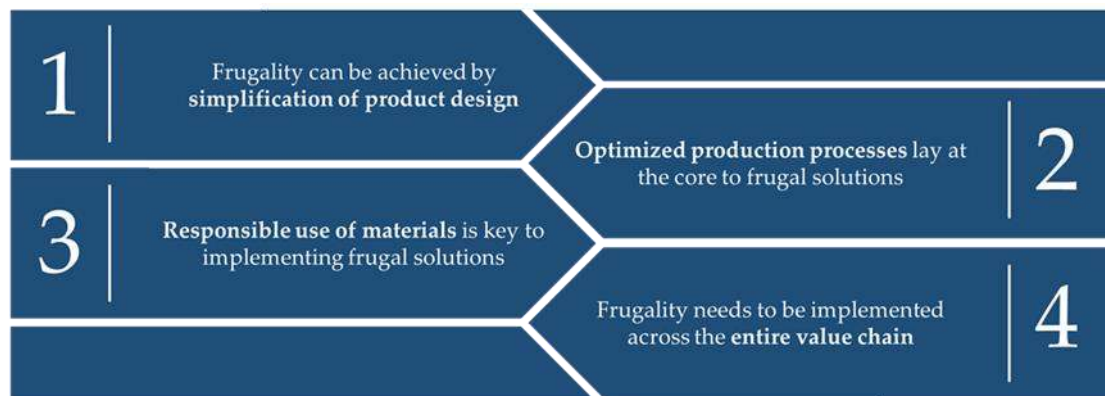 1
Frugality can be achieved by
simplification of product design
Optimized production processes lay at
the core to frugal solutions
2
3
Responsible use of materials is key to
implementing frugal solutions
Frugality needs to be implemented
across the entire value chain
4